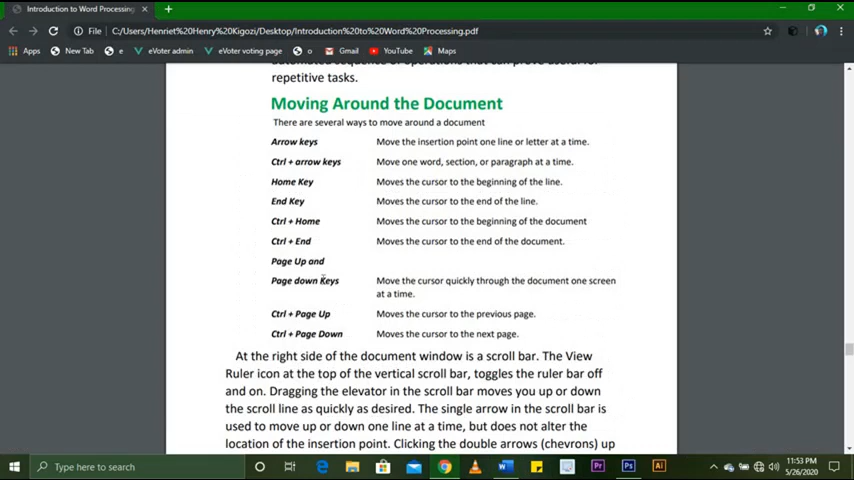 Introduction to Word Processing
File | C:/Users/Henriet%20Henry%20Kigozi/Desktop/Introduction%20to%20Word%20Processing.pdf
Apps New Tab e eVoter admin eVoter voting page o Gmail YouTube Maps
repetitive tasks.
Moving Around the Document
There are several ways to move around a document
Arrow keys Move the insertion point one line or letter at a time.
Ctrl + arrow keys Move one word, section, or paragraph at a time.
Home Key Moves the cursor to the beginning of the line.
End Key Moves the cursor to the end of the line.
Ctrl + Home Moves the cursor to the beginning of the document
Ctrl + End Moves the cursor to the end of the document.
Page Up and
Page down Keys Move the cursor quickly through the document one screen
at a time.
Ctrl + Page Up Moves the cursor to the previous page.
Ctrl + Page Down Moves the cursor to the next page.
At the right side of the document window is a scroll bar. The View
Ruler icon at the top of the vertical scroll bar, toggles the ruler bar off
and on. Dragging the elevator in the scroll bar moves you up or down
the scroll line as quickly as desired. The single arrow in the scroll bar is
used to move up or down one line at a time, but does not alter the
location of the insertion point. Clicking the double arrows (chevrons) up
Type here to search
W Pr Ps Ai
11:53 PM
5/26/2020